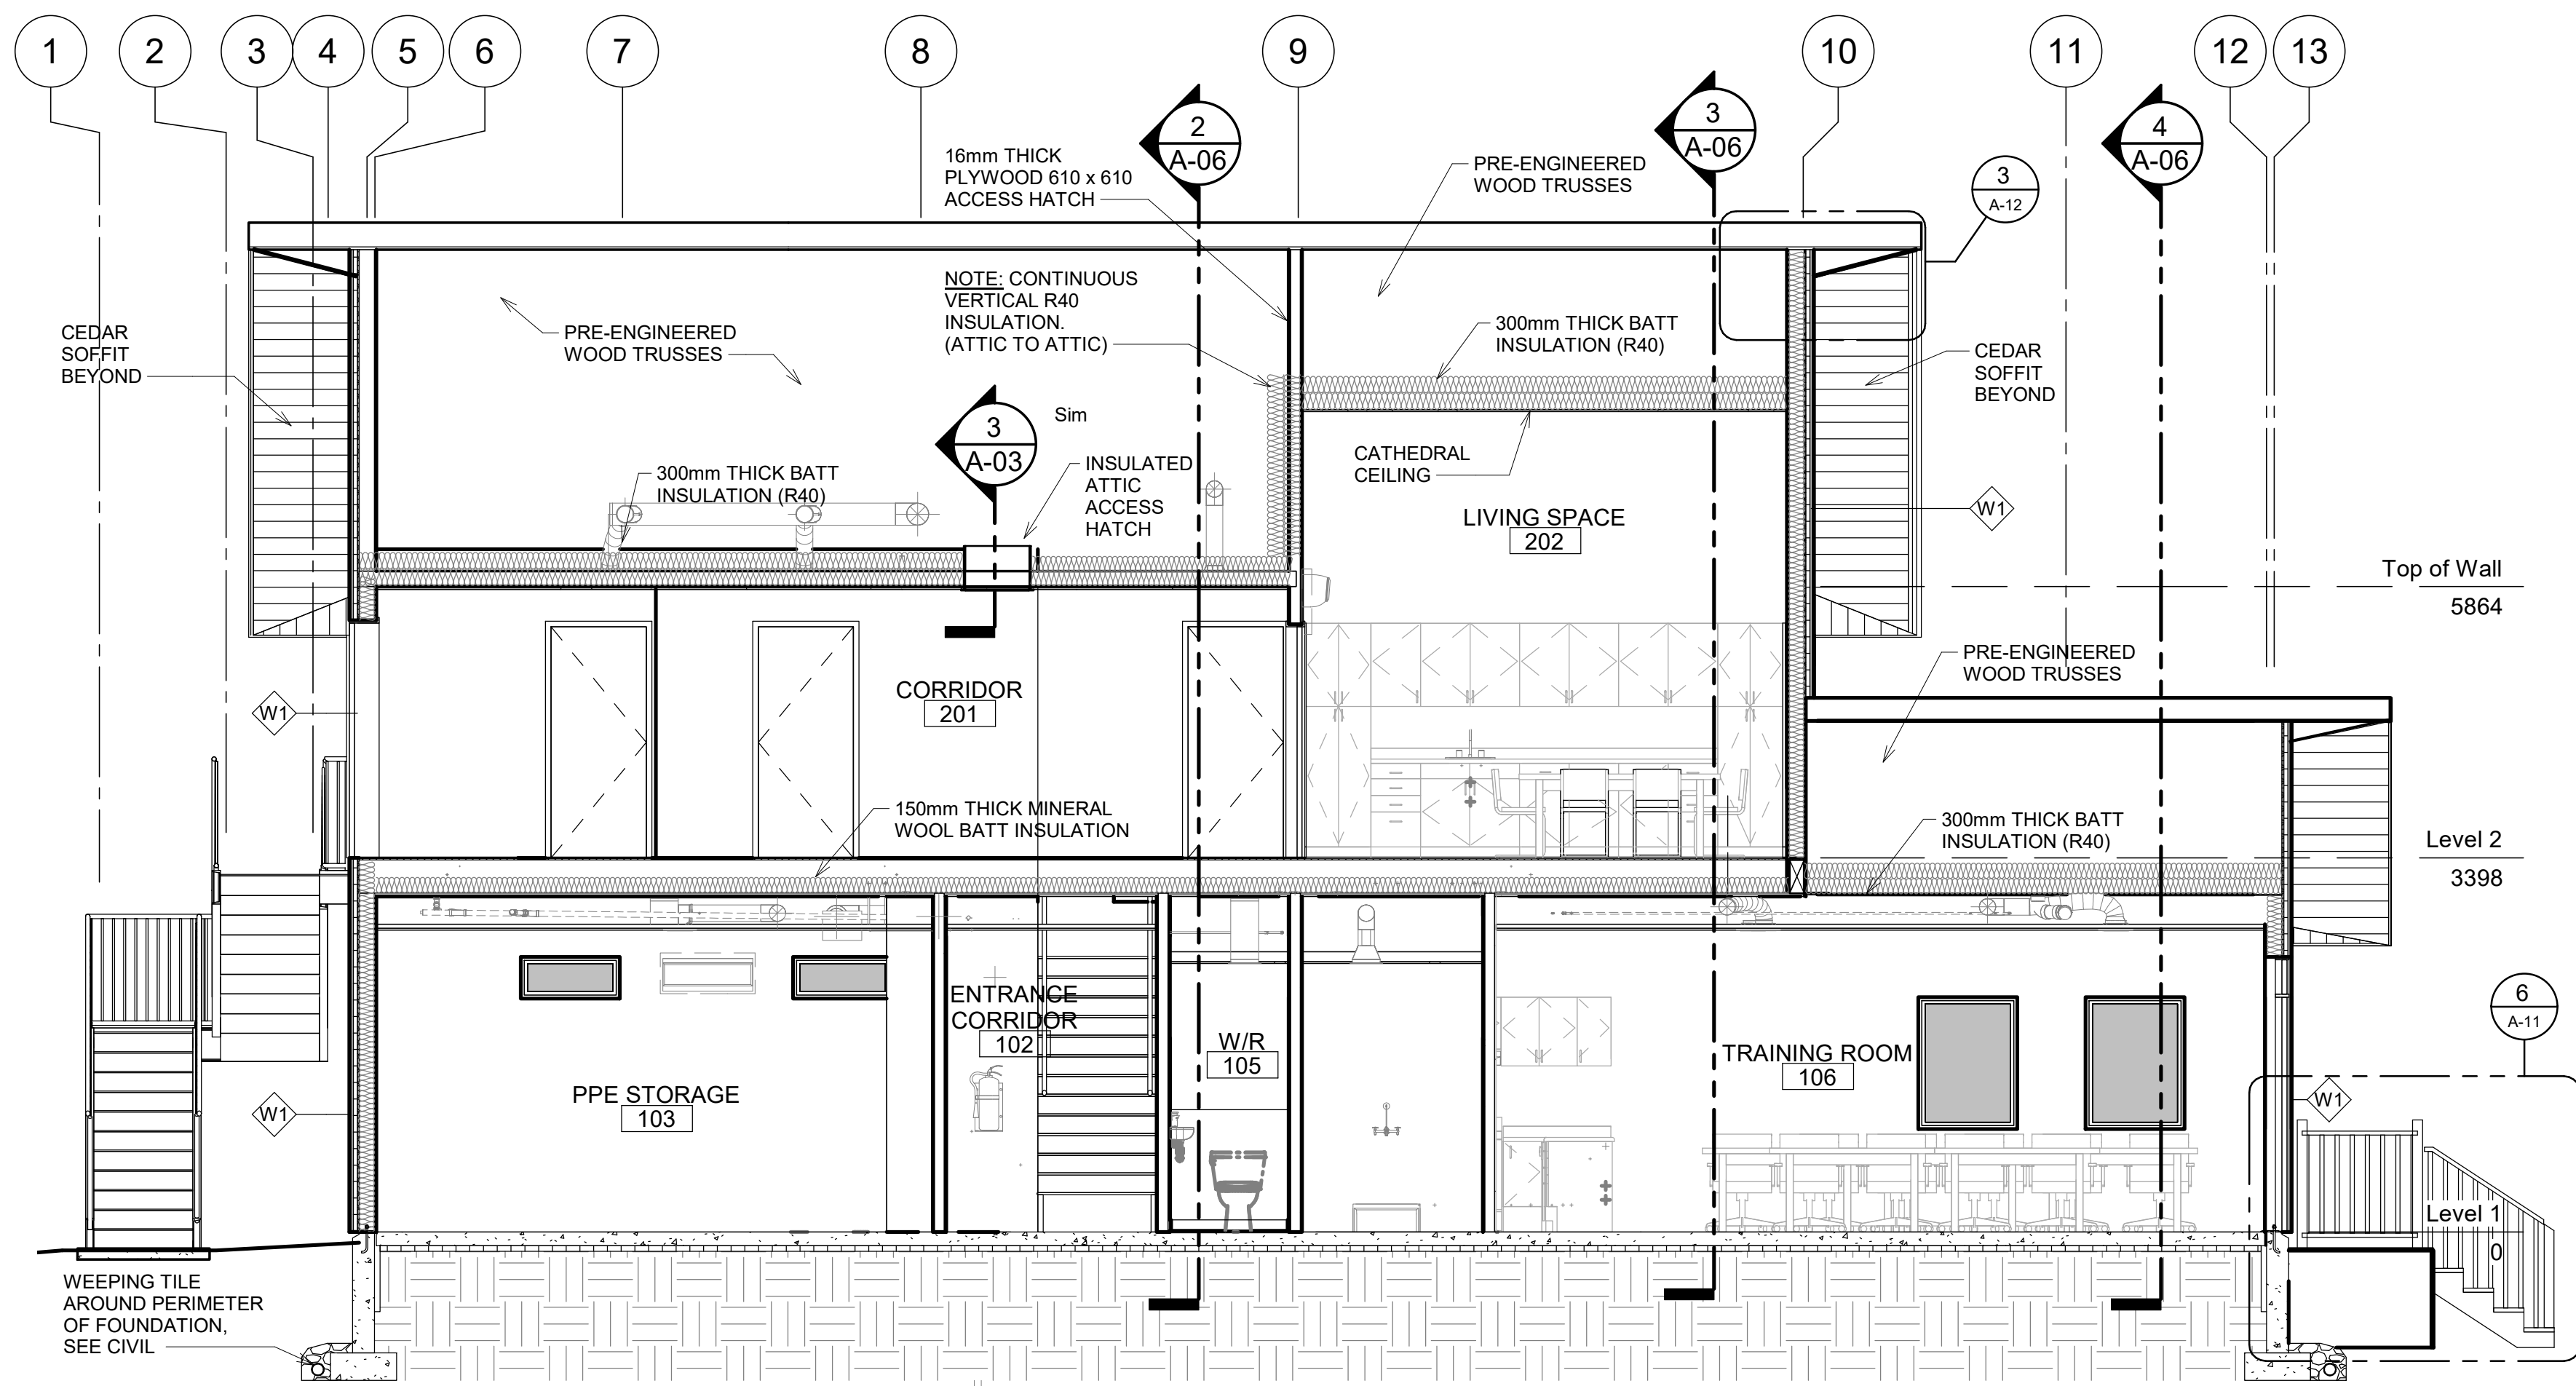 1
2
3
4
5
6
7
8
9
10
11
12
13
2
A-06
3
A-06
4
A-06
3
A-12
16mm THICK
PLYWOOD 610 x 610
ACCESS HATCH
PRE-ENGINEERED
WOOD TRUSSES
NOTE: CONTINUOUS
VERTICAL R40
INSULATION.
(ATTIC TO ATTIC)
CEDAR
SOFFIT
BEYOND
PRE-ENGINEERED
WOOD TRUSSES
300mm THICK BATT
INSULATION (R40)
CEDAR
SOFFIT
BEYOND
3
A-03
Sim
300mm THICK BATT
INSULATION (R40)
INSULATED
ATTIC
ACCESS
HATCH
CATHEDRAL
CEILING
LIVING SPACE
202
W1
Top of Wall
5864
PRE-ENGINEERED
WOOD TRUSSES
W1
CORRIDOR
201
150mm THICK MINERAL
WOOL BATT INSULATION
300mm THICK BATT
INSULATION (R40)
Level 2
3398
ENTRANCE
CORRIDOR
102
W/R
105
TRAINING ROOM
106
6
A-11
PPE STORAGE
103
W1
W1
Level 1
0
WEEPING TILE
AROUND PERIMETER
OF FOUNDATION,
SEE CIVIL